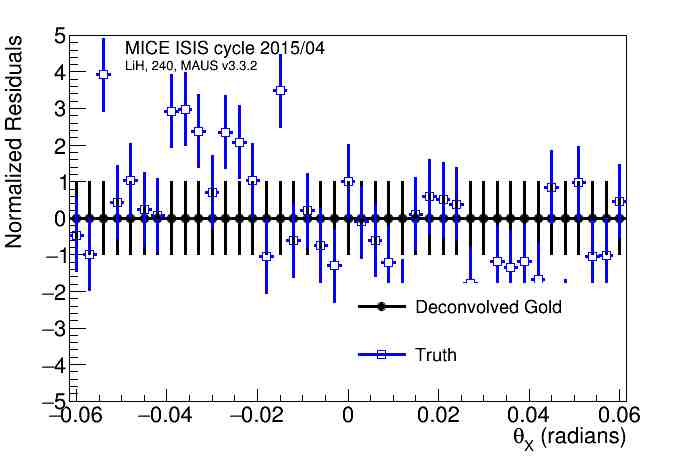 MICE ISIS cycle 2015/04
LiH, 240, MAUS v3.3.2
Normalized Residuals
5
4
3
2
1
0
−1
−2
−3
−4
−5
Deconvolved Gold
Truth
−0.06 −0.04 −0.02 0 0.02 0.04 0.06
θX (radians)